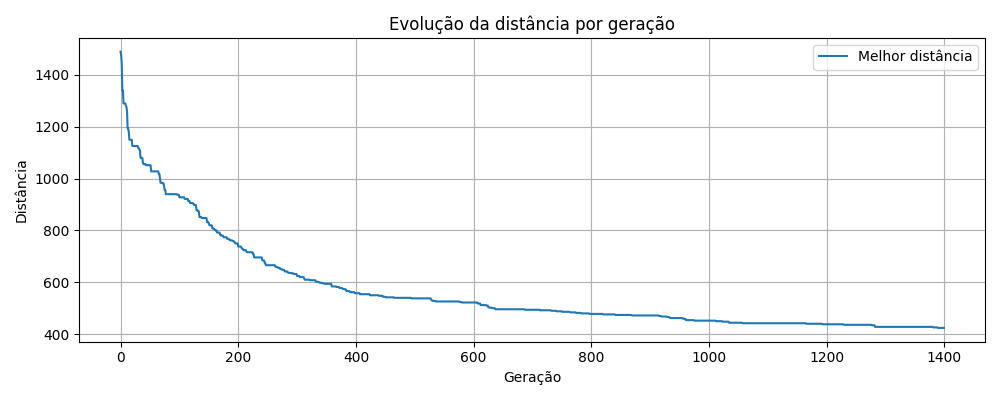 Evolução da distância por geração
Melhor distância
Distância
1400
1200
1000
800
600
400
0 200 400 600 800 1000 1200 1400
Geração